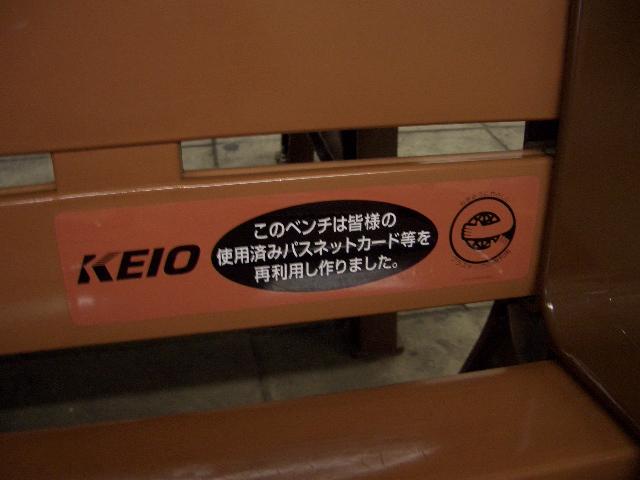 KEIO
このベンチは皆様の
使用済みパスネットカード等を
再利用し作りました。